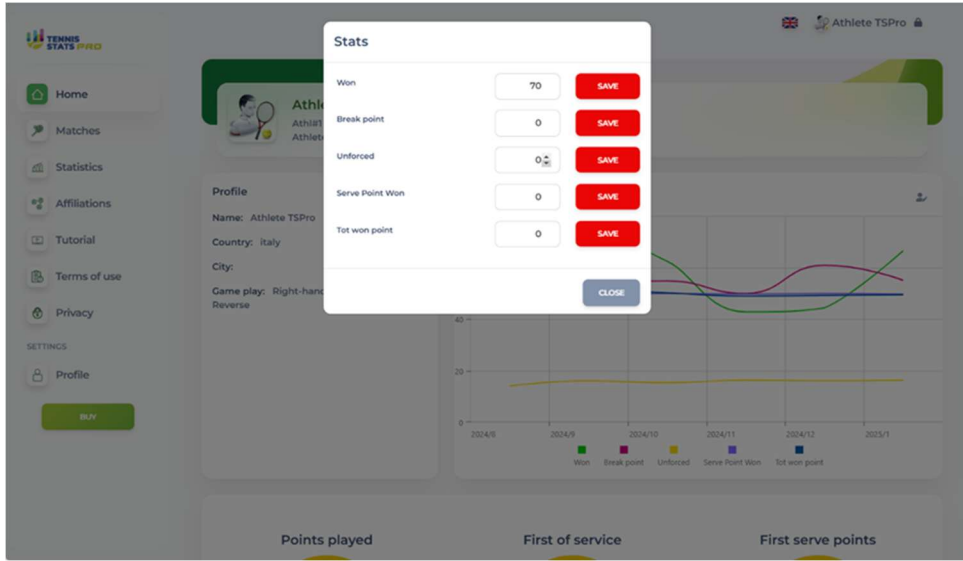 TENNIS
STATS PRO
Athlete TSPro
Home
Matches
Statistics
Affiliations
Tutorial
Terms of use
Privacy
SETTINGS
Profile
BUY
Athl
Athl#1
Athlet
Profile
Name: Athlete TSPro
Country: italy
City:
Game play: Right-hand
Reverse
Stats
Won 70 SAVE
Break point 0 SAVE
Unforced 0 SAVE
Serve Point Won 0 SAVE
Tot won point 0 SAVE
CLOSE
40
20
0
2024/8 2024/9 2024/10 2024/11 2024/12 2025/1
Won Break point Unforced Serve Point Won Tot won point
Points played
First of service
First serve points